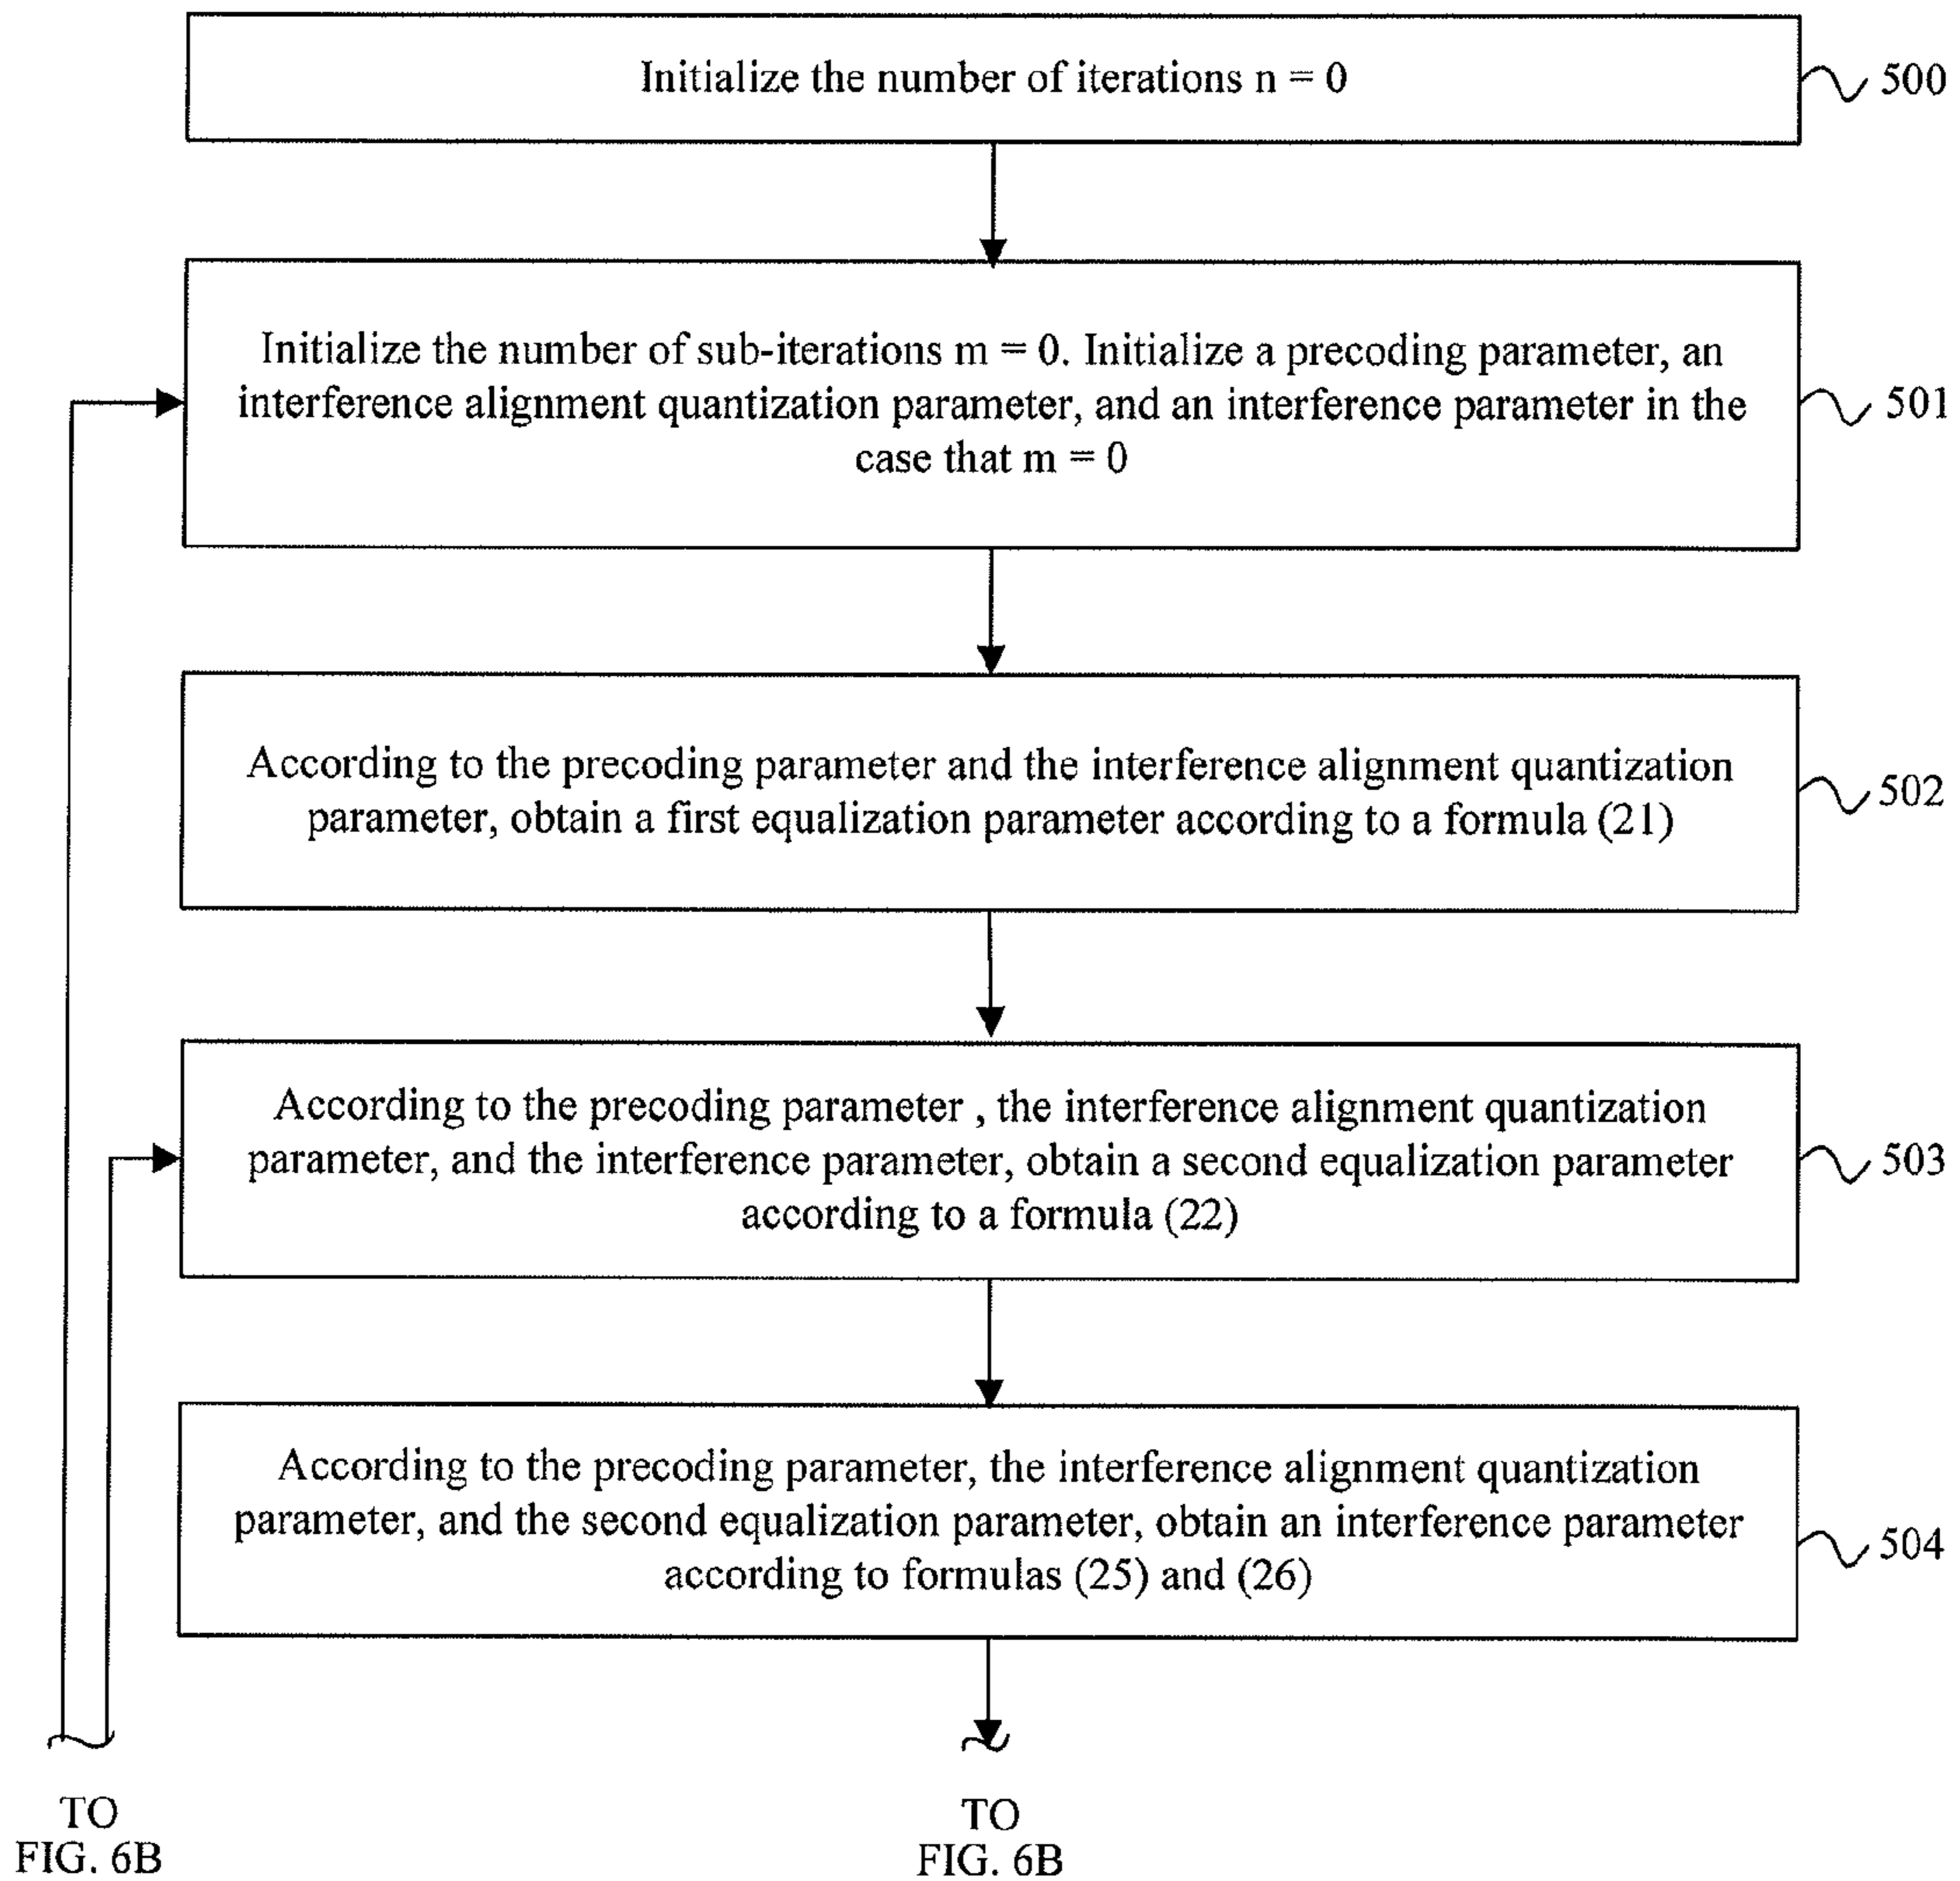 Initialize the number of iterations n = 0
500
Initialize the number of sub-iterations m = 0. Initialize a precoding parameter, an
interference alignment quantization parameter, and an interference parameter in the
case that m = 0
501
According to the precoding parameter and the interference alignment quantization
parameter, obtain a first equalization parameter according to a formula (21)
502
According to the precoding parameter , the interference alignment quantization
parameter, and the interference parameter, obtain a second equalization parameter
according to a formula (22)
503
According to the precoding parameter, the interference alignment quantization
parameter, and the second equalization parameter, obtain an interference parameter
according to formulas (25) and (26)
504
TO
FIG. 6B
TO
FIG. 6B